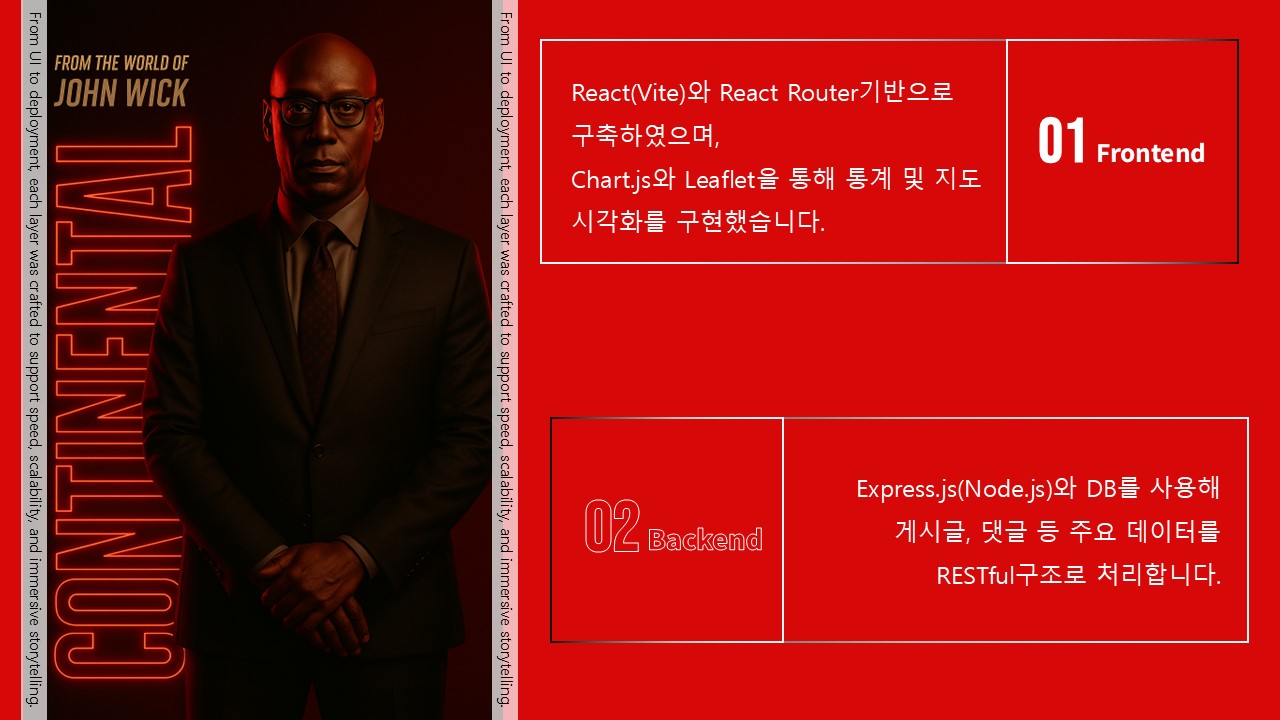 From UI to deployment, each layer was crafted to support speed, scalability, and immersive storytelling.
FROM THE WORLD OF
JOHN WICK
CONTINENTAL
From UI to deployment, each layer was crafted to support speed, scalability, and immersive storytelling.
React(Vite)와 React Router기반으로
구축하였으며,
Chart.js와 Leaflet을 통해 통계 및 지도
시각화를 구현했습니다.
01 Frontend
02 Backend
Express.js(Node.js)와 DB를 사용해
게시글, 댓글 등 주요 데이터를
RESTful구조로 처리합니다.